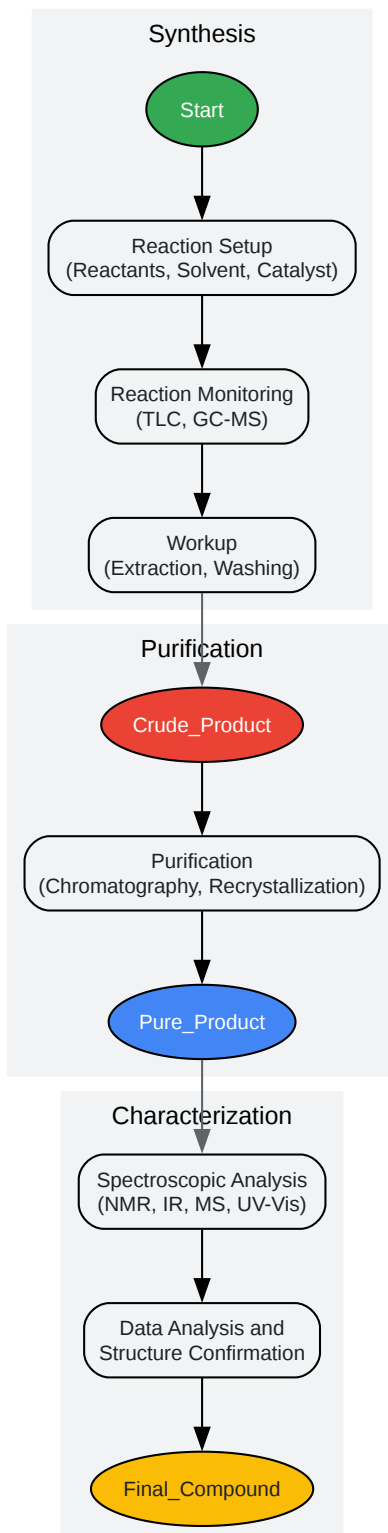 Synthesis
Start
Reaction Setup
(Reactants, Solvent, Catalyst)
Reaction Monitoring
(TLC, GC-MS)
Workup
(Extraction, Washing)
Purification
Crude_Product
Purification
(Chromatography, Recrystallization)
Pure_Product
Characterization
Spectroscopic Analysis
(NMR, IR, MS, UV-Vis)
Data Analysis and
Structure Confirmation
Final_Compound